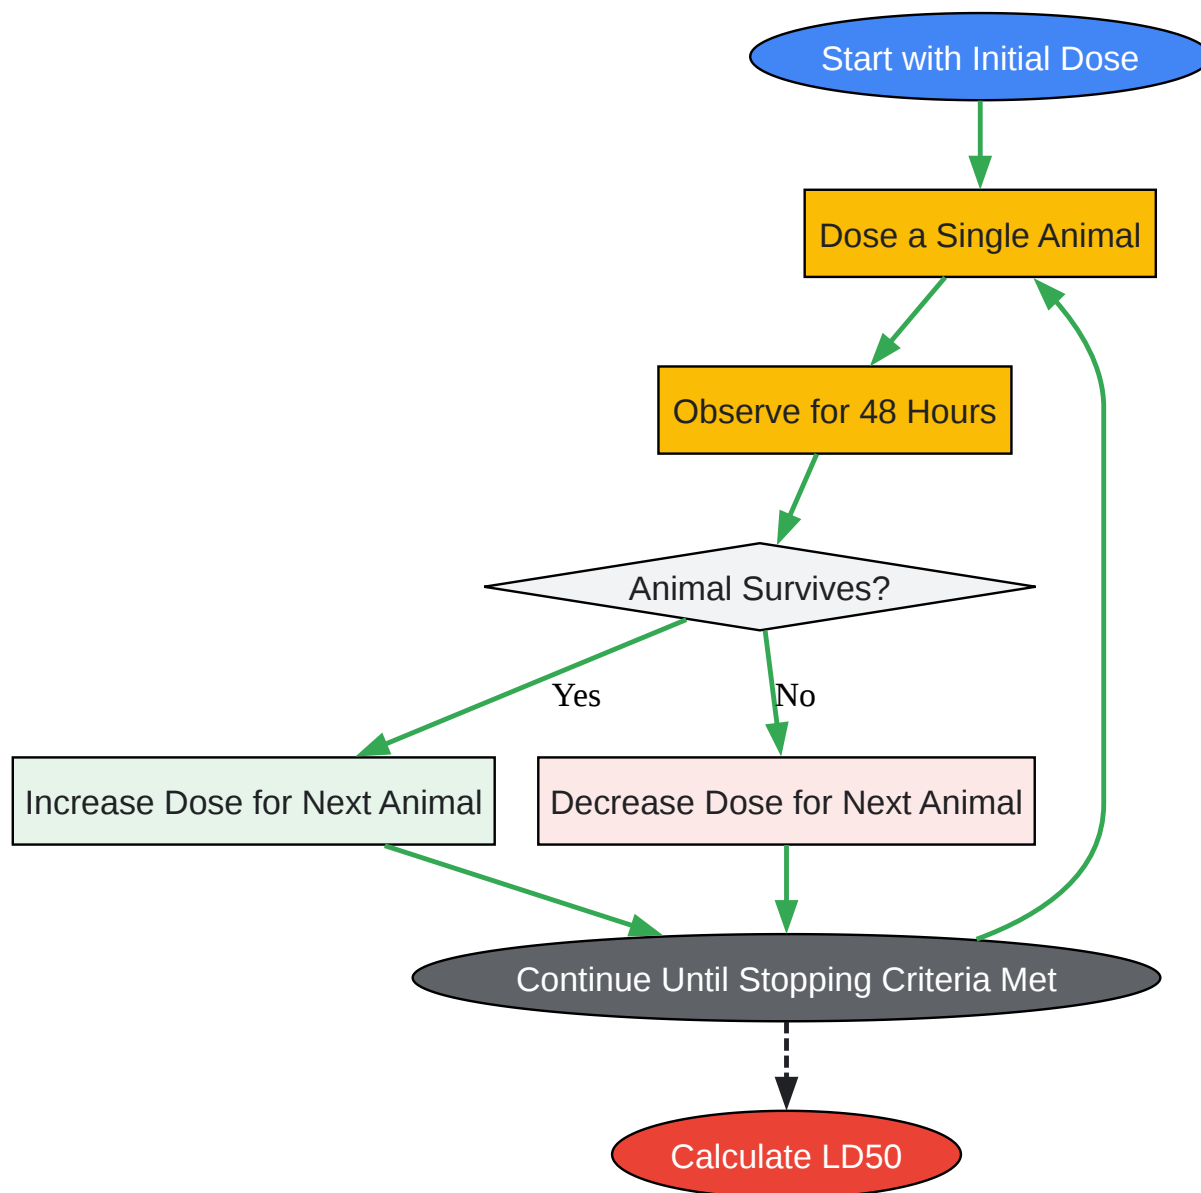 Start with Initial Dose
Dose a Single Animal
Observe for 48 Hours
Animal Survives?
Yes
No
Increase Dose for Next Animal
Decrease Dose for Next Animal
Continue Until Stopping Criteria Met
Calculate LD50